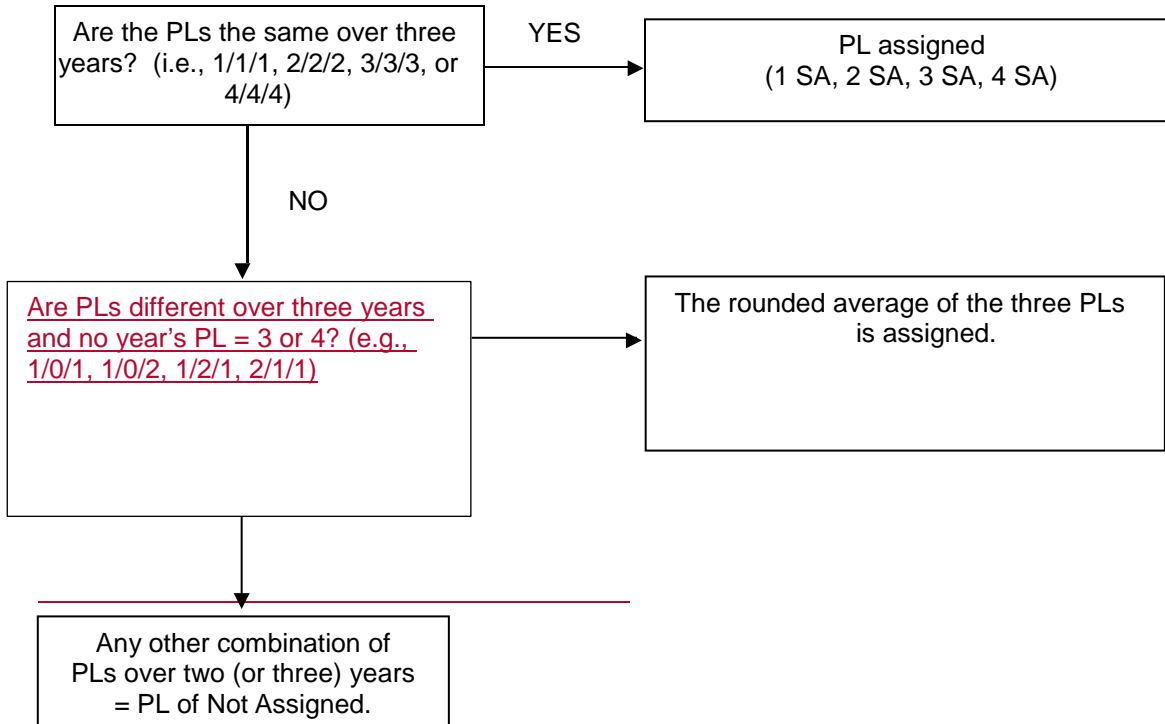 Are the PLs the same over three
years?  (i.e., 1/1/1, 2/2/2, 3/3/3, or
4/4/4)
YES
PL assigned
(1 SA, 2 SA, 3 SA, 4 SA)
NO
Are PLs different over three years
and no year’s PL = 3 or 4? (e.g.,
1/0/1, 1/0/2, 1/2/1, 2/1/1)
The rounded average of the three PLs
is assigned.
Any other combination of
PLs over two (or three) years
= PL of Not Assigned.